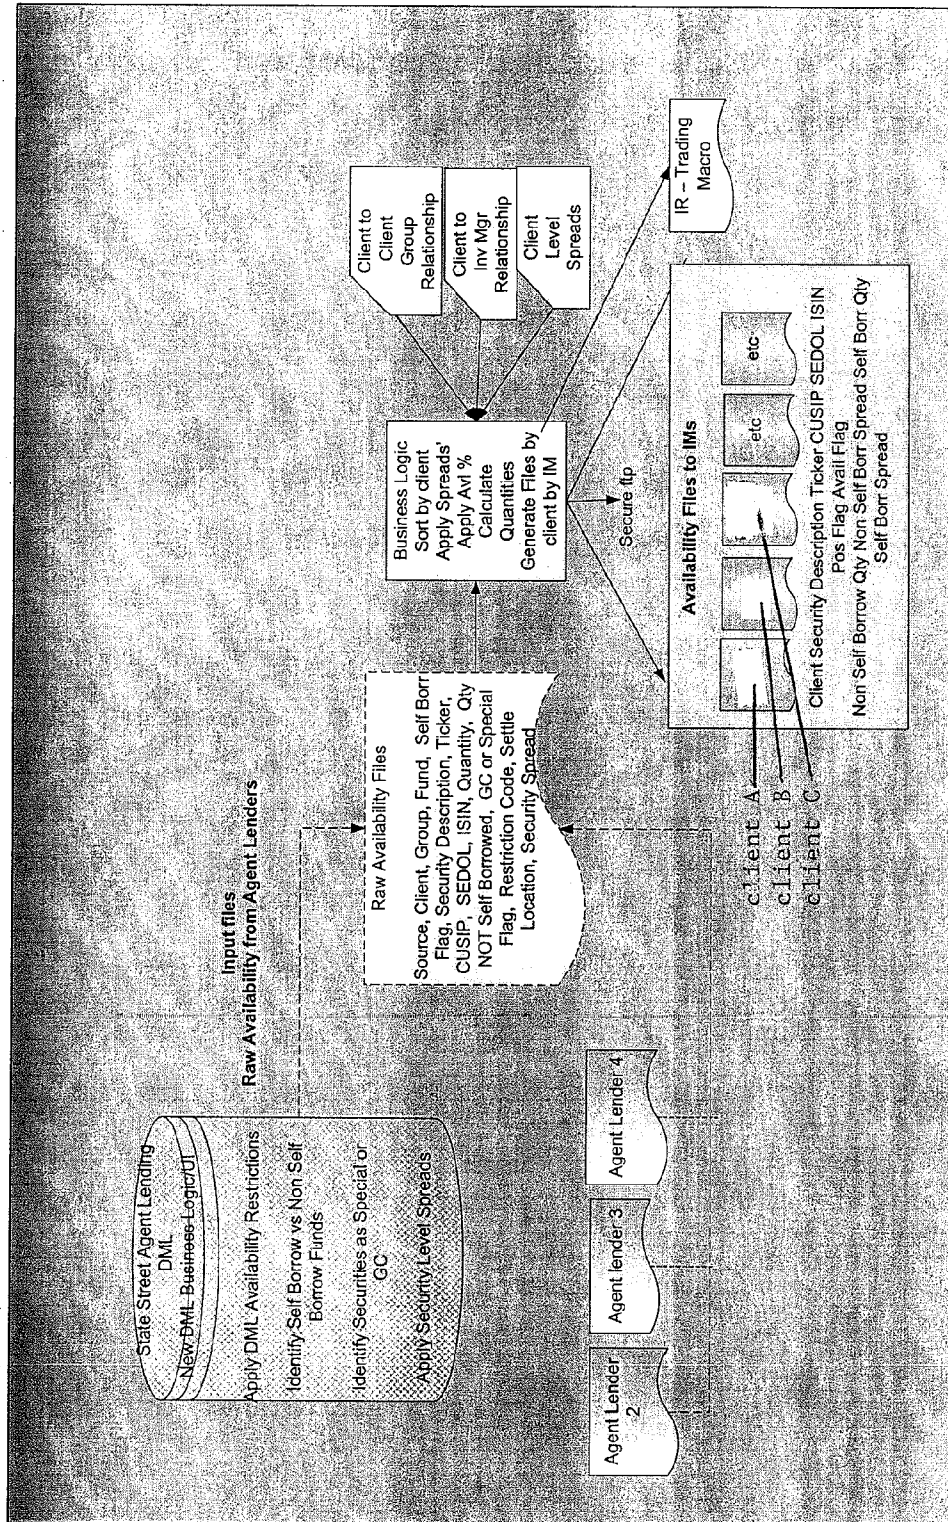 Input files
Raw Availability from Agent Lenders
State Street Agent Lending
DML
New DML Business Logic/UI
Apply DML Availability Restrictions
Identify Self Borrow vs Non Self
Borrow Funds
Identify Securities as Special or
GC
Apply Security Level Spreads
Agent Lender
2
Agent lender 3
Agent Lender 4
Raw Availability Files
Source, Client, Group, Fund, Self Borr
Flag, Security Description, Ticker,
CUSIP, SEDOL, ISIN, Quantity, Qty
NOT Self Borrowed, GC or Special
Flag, Restriction Code, Settle
Location, Security Spread
Business Logic
Sort by client
Apply Spreads'
Apply Avl %
Calculate
Quantities
Generate Files by
client by IM
Client to
Client
Group
Relationship
Client to
Inv Mgr
Relationship
Client
Level
Spreads
Secure ftp
IR – Trading
Macro
Availability Files to IMs
etc
etc
Client Security Description Ticker CUSIP SEDOL ISIN
Pos Flag Avail Flag
Non Self Borrow Qty Non Self Borr Spread Self Borr Qty
Self Borr Spread
client A
client B
client C